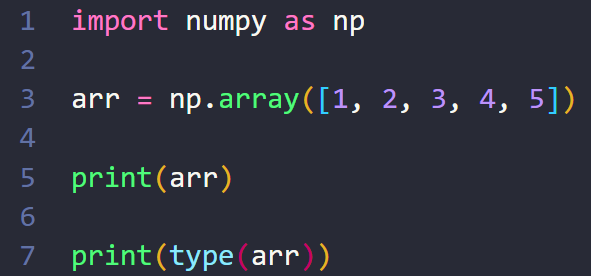 1 import numpy as np
2
3 arr = np.array([1, 2, 3, 4, 5])
4
5 print(arr)
6
7 print(type(arr))